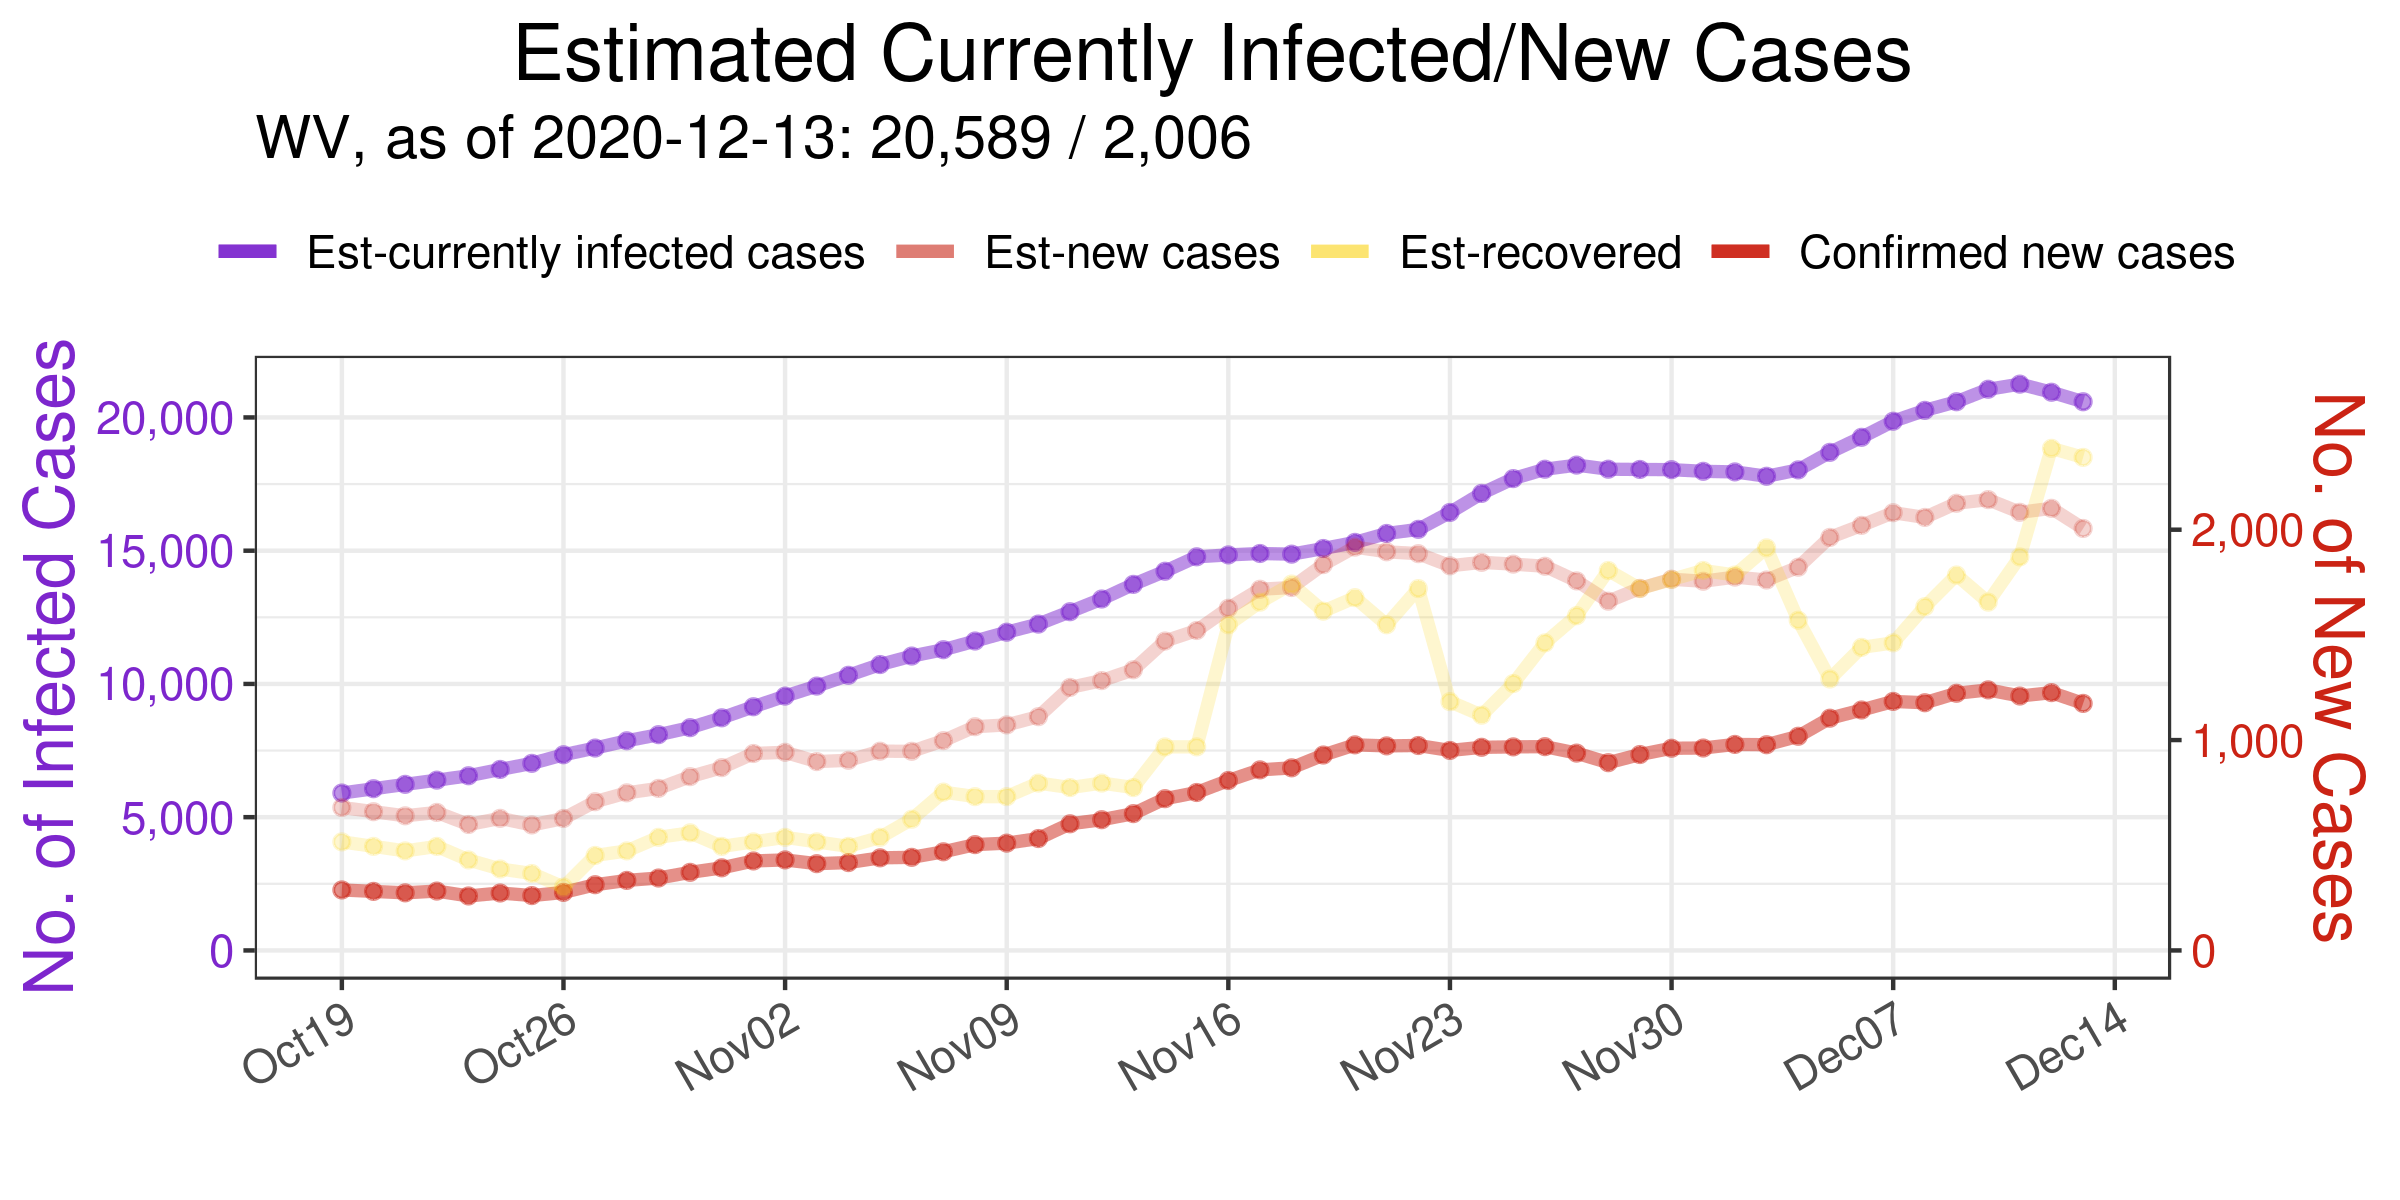 Estimated Currently Infected/New Cases
WV, as of 2020-12-13: 20,589 / 2,006
Est-currently infected cases Est-new cases Est-recovered Confirmed new cases
No. of Infected Cases
20,000
15,000
10,000
5,000
0
No. of New Cases
2,000
1,000
0
Oct19 Oct26 Nov02 Nov09 Nov16 Nov23 Nov30 Dec07 Dec14